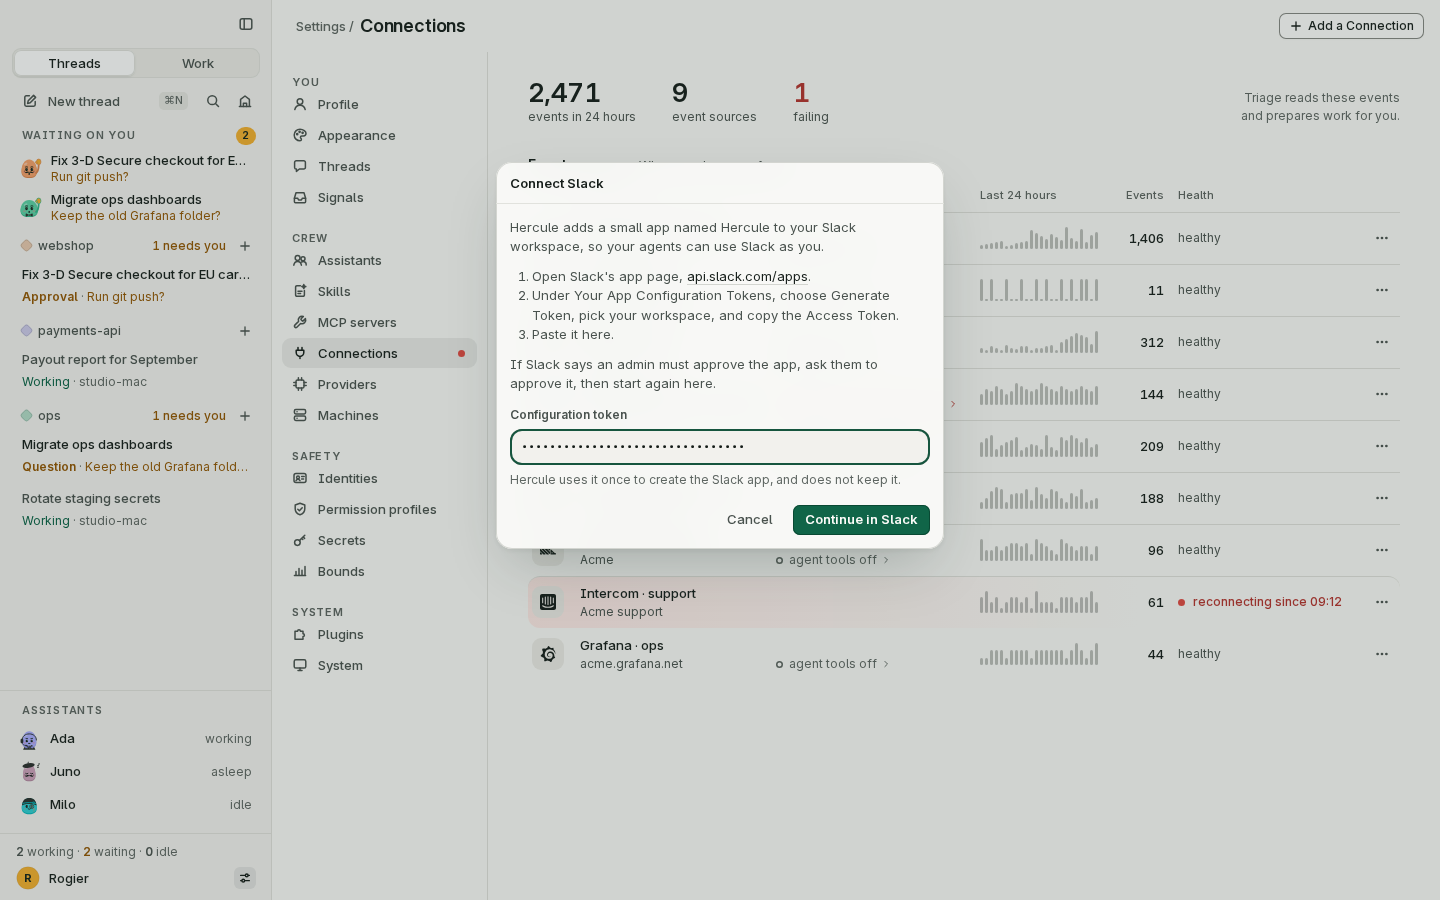 Threads
Work
New thread
⌘N
WAITING ON YOU
2
Fix 3-D Secure checkout for E…
Run git push?
Migrate ops dashboards
Keep the old Grafana folder?
webshop
1 needs you
Fix 3-D Secure checkout for EU car…
Approval · Run git push?
payments-api
Payout report for September
Working · studio-mac
ops
1 needs you
Migrate ops dashboards
Question · Keep the old Grafana fold…
Rotate staging secrets
Working · studio-mac
ASSISTANTS
Ada
working
Juno
asleep
Milo
idle
2 working · 2 waiting · 0 idle
R
Rogier
Settings / Connections
Add a Connection
YOU
Profile
Appearance
Threads
Signals
CREW
Assistants
Skills
MCP servers
Connections
Providers
Machines
SAFETY
Identities
Permission profiles
Secrets
Bounds
SYSTEM
Plugins
System
2,471
events in 24 hours
9
event sources
1
failing
Triage reads these events
and prepares work for you.
Last 24 hours
Events
Health
1,406
healthy
11
healthy
312
healthy
144
healthy
209
healthy
188
healthy
Acme
agent tools off
96
healthy
Intercom · support
Acme support
61
reconnecting since 09:12
Grafana · ops
acme.grafana.net
agent tools off
44
healthy
Connect Slack
Hercule adds a small app named Hercule to your Slack
workspace, so your agents can use Slack as you.
1. Open Slack's app page, api.slack.com/apps.
2. Under Your App Configuration Tokens, choose Generate
Token, pick your workspace, and copy the Access Token.
3. Paste it here.
If Slack says an admin must approve the app, ask them to
approve it, then start again here.
Configuration token
Hercule uses it once to create the Slack app, and does not keep it.
Cancel
Continue in Slack